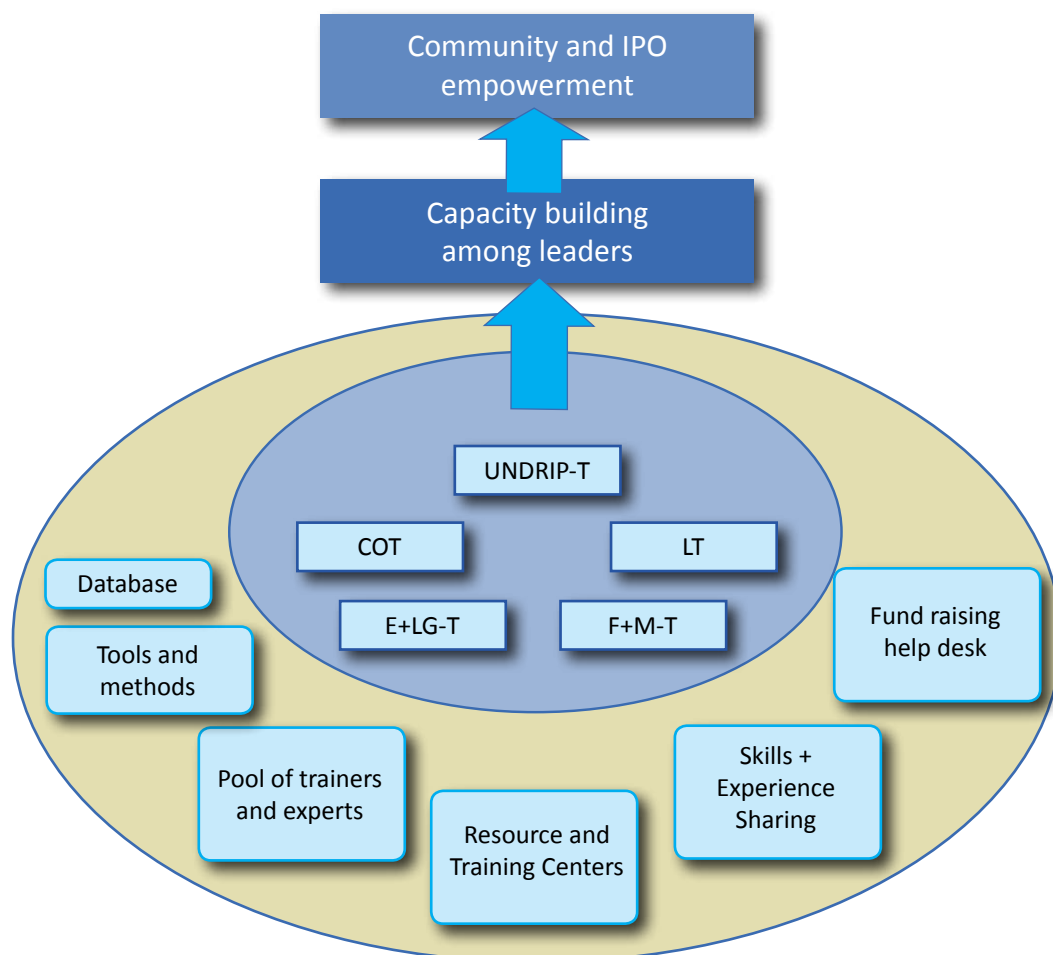 Community and IPO
empowerment
Capacity building
among leaders
UNDRIP-T
COT
LT
E+LG-T
F+M-T
Database
Tools and
methods
Pool of trainers
and experts
Resource and
Training Centers
Skills +
Experience
Sharing
Fund raising
help desk